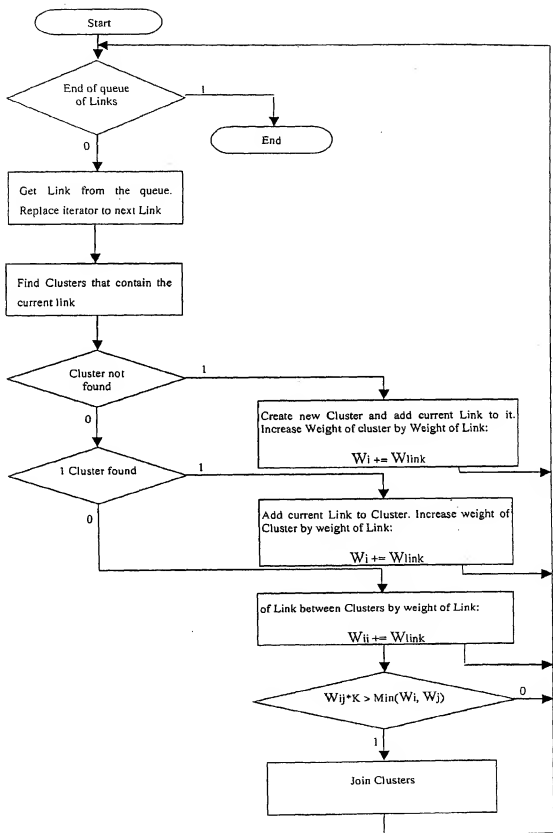 Start
End of queue
of Links
1
End
0
Get Link from the queue.
Replace iterator to next Link
Find Clusters that contain the
current link
Cluster not
found
1
0
Create new Cluster and add current Link to it.
Increase Weight of cluster by Weight of Link:
Wi += Wlink
1 Cluster found
1
0
Add current Link to Cluster. Increase weight of
Cluster by weight of Link:
Wi += Wlink
of Link between Clusters by weight of Link:
Wij += Wlink
Wij*K > Min(Wi, Wj)
0
1
Join Clusters